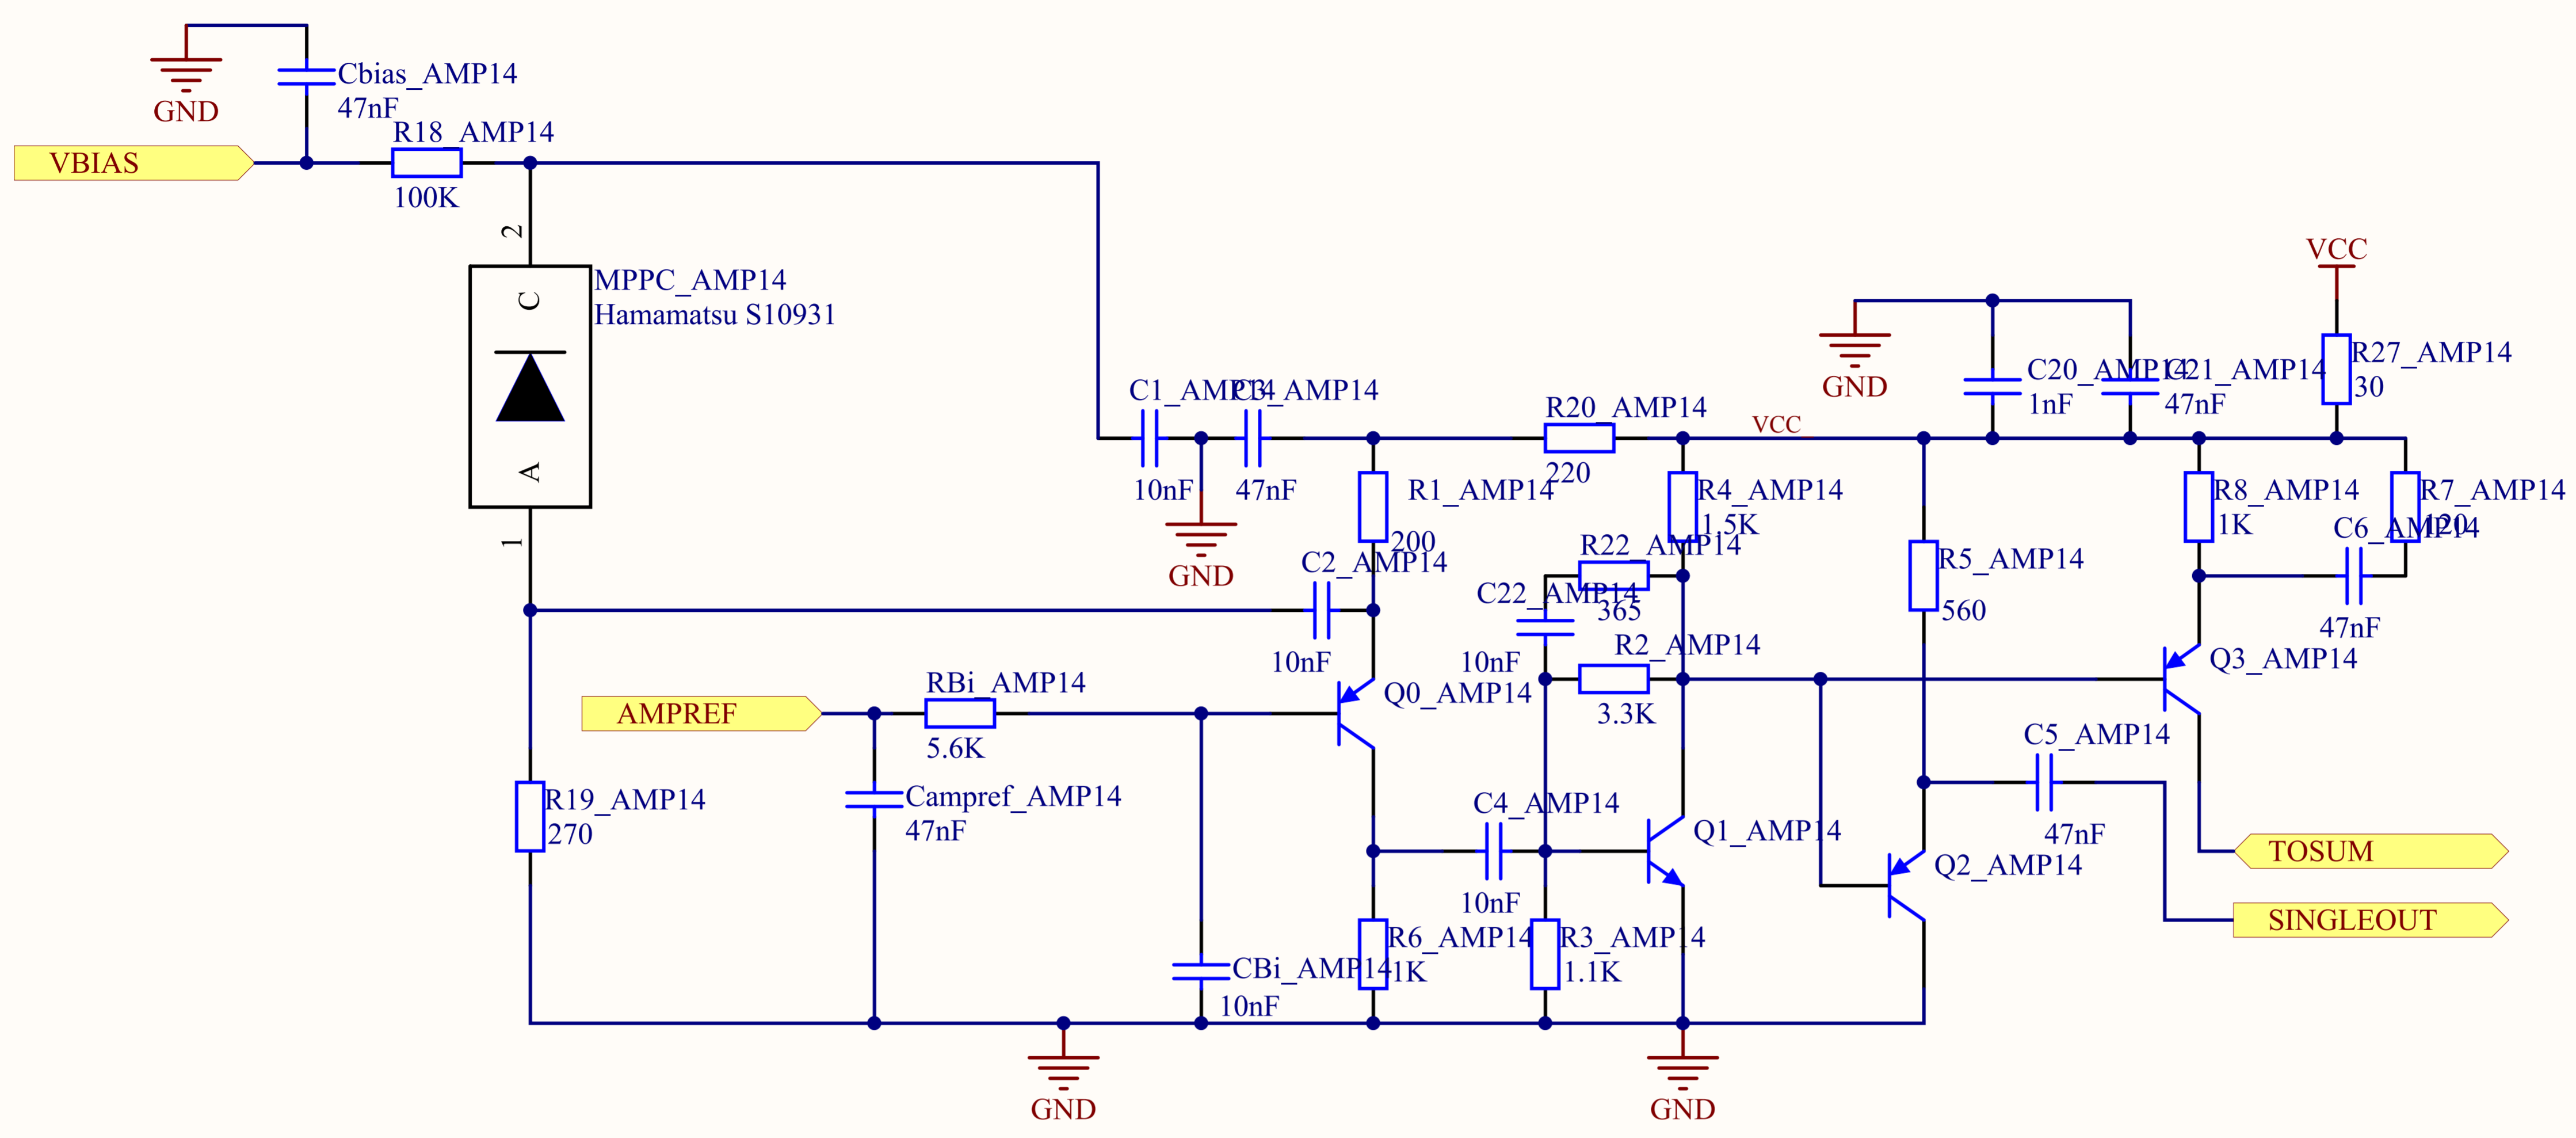 Cbias_AMP14
47nF
GND
R18_AMP14
VBIAS
100K
2
C
MPPC_AMP14
Hamamatsu S10931
A
1
VCC
R27_AMP14
30
GND
C20_AMP14
1nF
C21_AMP14
47nF
C1_AMP14
10nF
C3_AMP14
47nF
GND
R20_AMP14
220
VCC
R1_AMP14
200
R4_AMP14
1.5K
R8_AMP14
1K
R7_AMP14
120
C6_AMP14
47nF
C2_AMP14
10nF
R22_AMP14
365
C22_AMP14
10nF
R5_AMP14
560
R2_AMP14
3.3K
Q3_AMP14
RBi_AMP14
AMPREF
5.6K
Q0_AMP14
C5_AMP14
47nF
R19_AMP14
270
Campref_AMP14
47nF
C4_AMP14
10nF
Q1_AMP14
Q2_AMP14
TOSUM
SINGLEOUT
R6_AMP14
1K
R3_AMP14
1.1K
CBi_AMP14
10nF
GND
GND